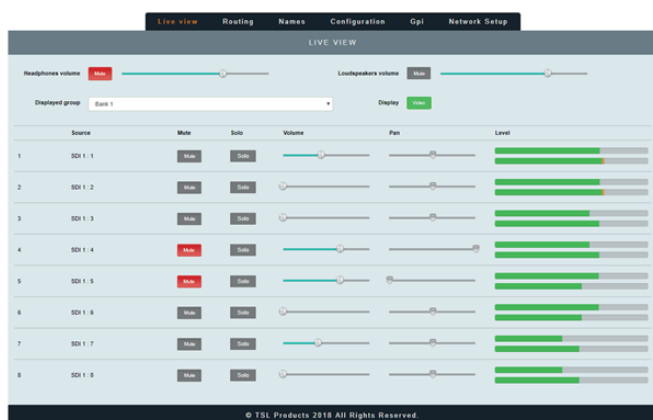 Live view Routing Names Configuration Gpi Network Setup
LIVE VIEW
Headphones volume Mute Loudspeakers volume Mute
Displayed group Bank 1 Display Video
Source Mute Solo Volume Pan Level
1 SDI 1 : 1 Mute Solo
2 SDI 1 : 2 Mute Solo
3 SDI 1 : 3 Mute Solo
4 SDI 1 : 4 Mute Solo
5 SDI 1 : 5 Mute Solo
6 SDI 1 : 6 Mute Solo
7 SDI 1 : 7 Mute Solo
8 SDI 1 : 8 Mute Solo
© TSL Products 2018 All Rights Reserved.